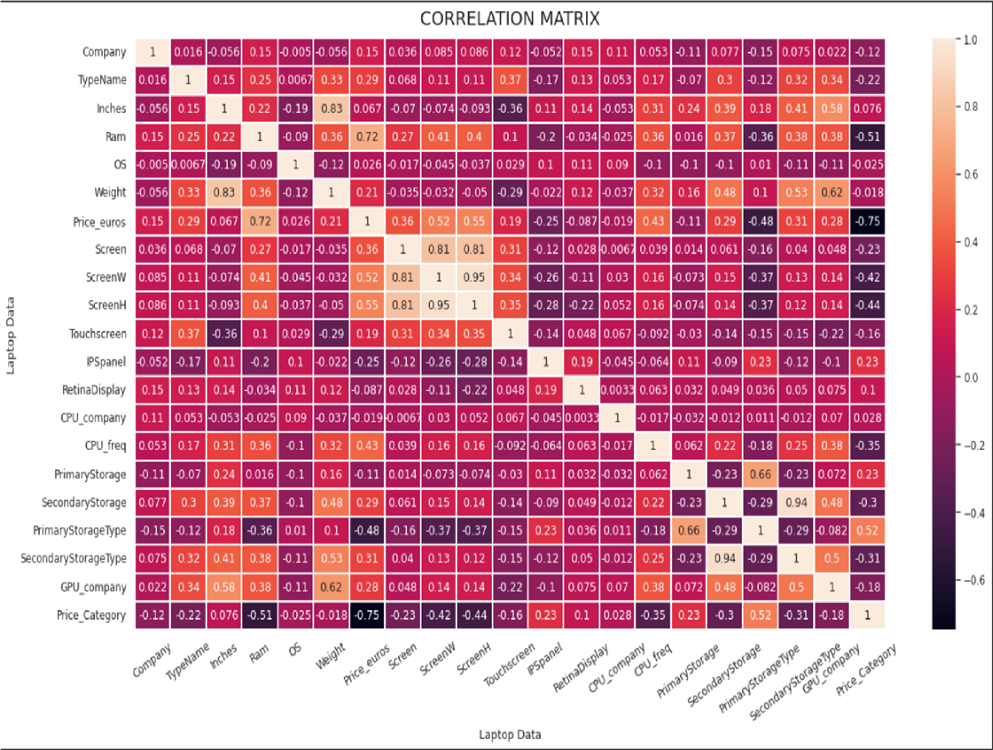 CORRELATION MATRIX
Company 1 0.016 -0.056 0.15 -0.005 -0.056 0.15 0.036 0.085 0.086 0.12 -0.052 0.15 0.11 0.053 -0.11 0.077 -0.15 0.075 0.022 -0.12
TypeName 0.016 1 0.15 0.25 0.0067 0.33 0.29 0.068 0.11 0.11 0.37 -0.17 0.13 0.053 0.17 -0.07 0.3 -0.12 0.32 0.34 -0.22
Inches -0.056 0.15 1 0.22 -0.19 0.83 0.067 -0.07 -0.074 -0.093 -0.36 0.11 0.14 -0.053 0.31 0.24 0.39 0.18 0.41 0.58 0.076
Ram 0.15 0.25 0.22 1 -0.09 0.36 0.72 0.27 0.41 0.4 0.1 -0.2 -0.034 -0.025 0.36 0.016 0.37 -0.36 0.38 0.38 -0.51
OS -0.005 0.0067 -0.19 -0.09 1 -0.12 0.026 -0.017 -0.045 -0.037 0.029 0.1 0.11 0.09 -0.1 -0.1 -0.1 0.01 -0.11 -0.11 -0.025
Weight -0.056 0.33 0.83 0.36 -0.12 1 0.21 -0.035 -0.032 -0.05 -0.29 -0.022 0.12 -0.037 0.32 0.16 0.48 0.1 0.53 0.62 -0.018
Price_euros 0.15 0.29 0.067 0.72 0.026 0.21 1 0.36 0.52 0.55 0.19 -0.25 -0.087 -0.019 0.43 -0.11 0.29 -0.48 0.31 0.28 -0.75
Screen 0.036 0.068 -0.07 0.27 -0.017 -0.035 0.36 1 0.81 0.81 0.31 -0.12 0.028 -0.0067 0.039 0.014 0.061 -0.16 0.04 0.048 -0.23
ScreenW 0.085 0.11 -0.074 0.41 -0.045 -0.032 0.52 0.81 1 0.95 0.34 -0.26 -0.11 0.03 0.16 -0.073 0.15 -0.37 0.13 0.14 -0.42
ScreenH 0.086 0.11 -0.093 0.4 -0.037 -0.05 0.55 0.81 0.95 1 0.35 -0.28 -0.22 0.052 0.16 -0.074 0.14 -0.37 0.12 0.14 -0.44
Touchscreen 0.12 0.37 -0.36 0.1 0.029 -0.29 0.19 0.31 0.34 0.35 1 -0.14 0.048 0.067 -0.092 -0.03 -0.14 -0.15 -0.15 -0.22 -0.16
IPSpanel -0.052 -0.17 0.11 -0.2 0.1 -0.022 -0.25 -0.12 -0.26 -0.28 -0.14 1 0.19 -0.045 -0.064 0.11 -0.09 0.23 -0.12 -0.1 0.23
RetinaDisplay 0.15 0.13 0.14 -0.034 0.11 0.12 -0.087 0.028 -0.11 -0.22 0.048 0.19 1 0.0033 0.063 0.032 0.049 0.036 0.05 0.075 0.1
CPU_company 0.11 0.053 -0.053 -0.025 0.09 -0.037 -0.019 -0.0067 0.03 0.052 0.067 -0.045 0.0033 1 -0.017 -0.032 -0.012 0.011 -0.012 0.07 0.028
CPU_freq 0.053 0.17 0.31 0.36 -0.1 0.32 0.43 0.039 0.16 0.16 -0.092 -0.064 0.063 -0.017 1 0.062 0.22 -0.18 0.25 0.38 -0.35
PrimaryStorage -0.11 -0.07 0.24 0.016 -0.1 0.16 -0.11 0.014 -0.073 -0.074 -0.03 0.11 0.032 -0.032 0.062 1 -0.23 0.66 -0.23 0.072 0.23
SecondaryStorage 0.077 0.3 0.39 0.37 -0.1 0.48 0.29 0.061 0.15 0.14 -0.14 -0.09 0.049 -0.012 0.22 -0.23 1 -0.29 0.94 0.48 -0.3
PrimaryStorageType -0.15 -0.12 0.18 -0.36 0.01 0.1 -0.48 -0.16 -0.37 -0.37 -0.15 0.23 0.036 0.011 -0.18 0.66 -0.29 1 -0.29 -0.082 0.52
SecondaryStorageType 0.075 0.32 0.41 0.38 -0.11 0.53 0.31 0.04 0.13 0.12 -0.15 -0.12 0.05 -0.012 0.25 -0.23 0.94 -0.29 1 0.5 -0.31
GPU_company 0.022 0.34 0.58 0.38 -0.11 0.62 0.28 0.048 0.14 0.14 -0.22 -0.1 0.075 0.07 0.38 0.072 0.48 -0.082 0.5 1 -0.18
Price_Category -0.12 -0.22 0.076 -0.51 -0.025 -0.018 -0.75 -0.23 -0.42 -0.44 -0.16 0.23 0.1 0.028 -0.35 0.23 -0.3 0.52 -0.31 -0.18 1
Company TypeName Inches Ram OS Weight Price_euros Screen ScreenW ScreenH Touchscreen IPSpanel RetinaDisplay CPU_company CPU_freq PrimaryStorage SecondaryStorage PrimaryStorageType SecondaryStorageType GPU_company Price_Category
Laptop Data
Laptop Data
1.0
0.8
0.6
0.4
0.2
0.0
−0.2
−0.4
−0.6